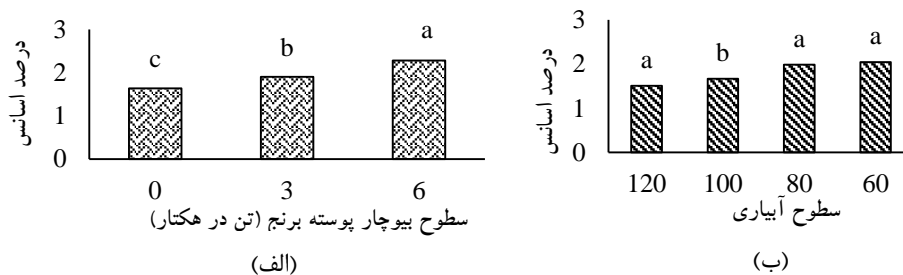 درصد اسانس
3
2
1
0
c
b
a
0 3 6
سطوح بیوچار پوسته برنج (تن در هکتار)
(الف)
درصد اسانس
3
2
1
0
a
b
a
a
120 100 80 60
سطوح آبیاری
(ب)